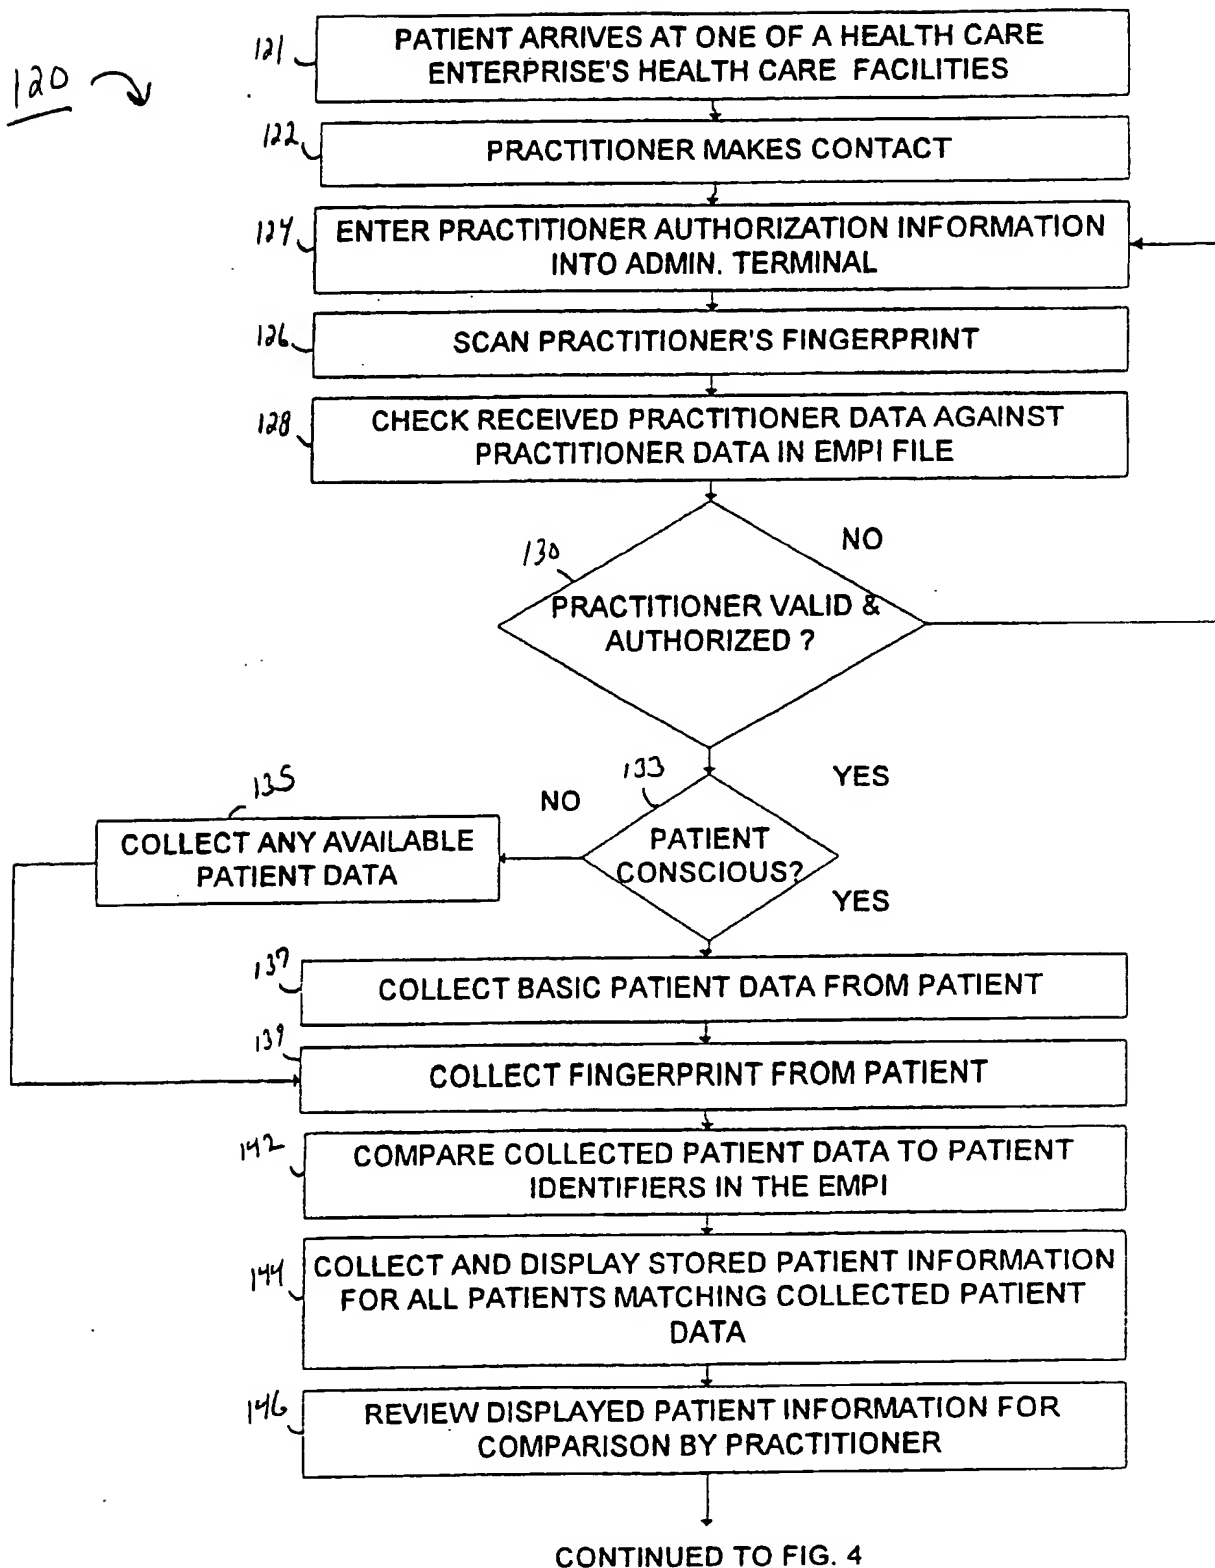 120
121
PATIENT ARRIVES AT ONE OF A HEALTH CARE
ENTERPRISE'S HEALTH CARE FACILITIES
122
PRACTITIONER MAKES CONTACT
124
ENTER PRACTITIONER AUTHORIZATION INFORMATION
INTO ADMIN. TERMINAL
126
SCAN PRACTITIONER'S FINGERPRINT
128
CHECK RECEIVED PRACTITIONER DATA AGAINST
PRACTITIONER DATA IN EMPI FILE
130
NO
PRACTITIONER VALID &
AUTHORIZED ?
133
YES
135
NO
COLLECT ANY AVAILABLE
PATIENT DATA
PATIENT
CONSCIOUS?
YES
137
COLLECT BASIC PATIENT DATA FROM PATIENT
139
COLLECT FINGERPRINT FROM PATIENT
142
COMPARE COLLECTED PATIENT DATA TO PATIENT
IDENTIFIERS IN THE EMPI
144
COLLECT AND DISPLAY STORED PATIENT INFORMATION
FOR ALL PATIENTS MATCHING COLLECTED PATIENT
DATA
146
REVIEW DISPLAYED PATIENT INFORMATION FOR
COMPARISON BY PRACTITIONER
CONTINUED TO FIG. 4